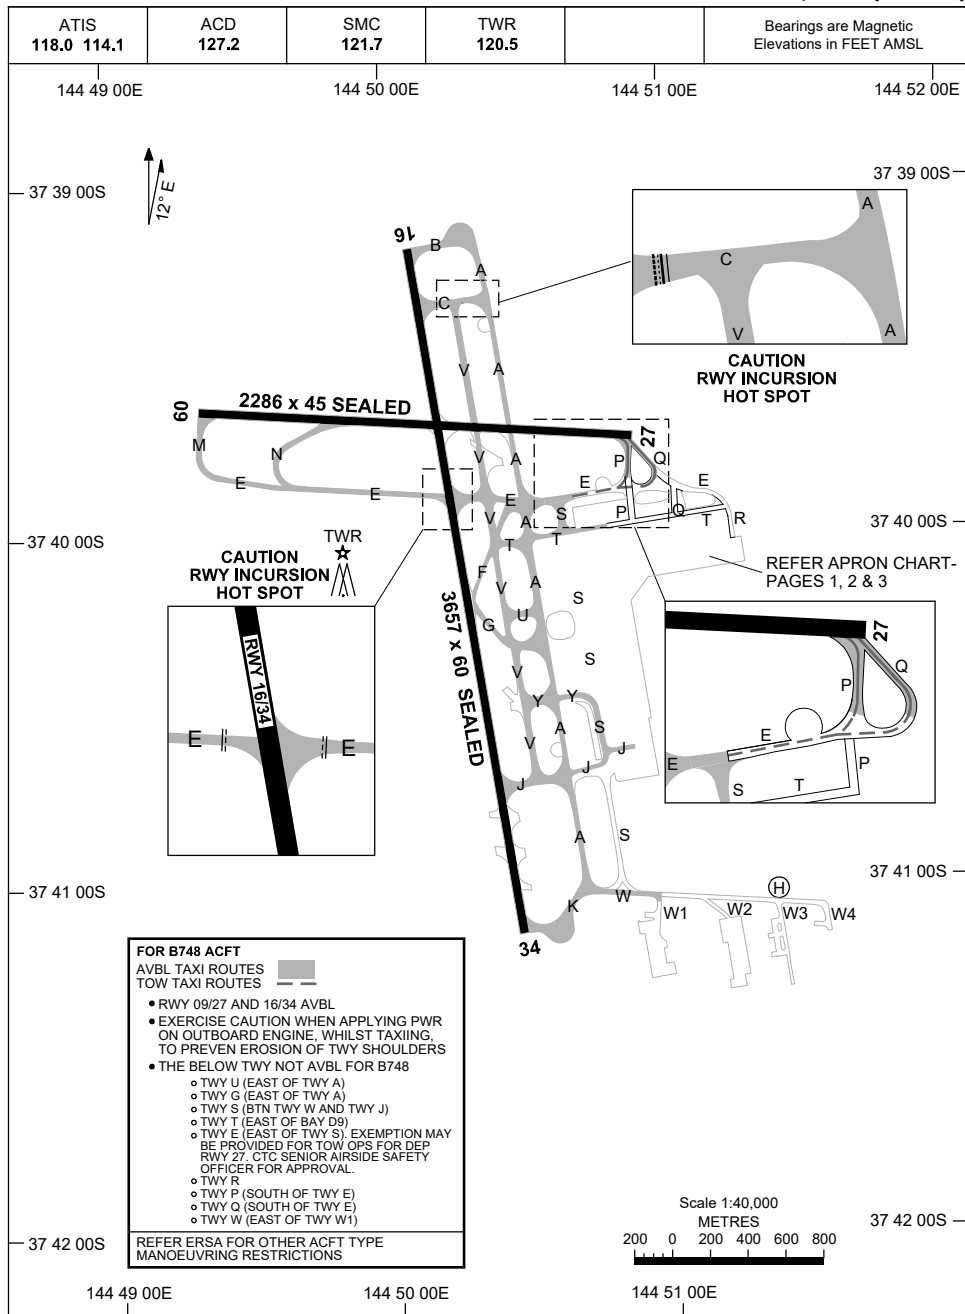 ATIS
118.0 114.1
ACD
127.2
SMC
121.7
TWR
120.5
Bearings are Magnetic
Elevations in FEET AMSL
144 49 00E
144 50 00E
144 51 00E
144 52 00E
37 39 00S
37 39 00S
12° E
16
B
A
C
V
A
C
A
V
A
CAUTION
RWY INCURSION
HOT SPOT
09
2286 x 45 SEALED
27
M
N
E
E
V
A
E
V
A
S
E
P
Q
E
P
Q
T
R
T
T
37 40 00S
37 40 00S
CAUTION
RWY INCURSION
HOT SPOT
TWR
REFER APRON CHART-
PAGES 1, 2 & 3
F
V
A
G
U
S
S
3657 x 60 SEALED
V
Y
Y
V
A
S
J
J
J
A
S
RWY 16/34
E
E
27
Q
P
E
E
P
S
T
37 41 00S
37 41 00S
K
W
W1
W2
H
W3
W4
34
FOR B748 ACFT
AVBL TAXI ROUTES
TOW TAXI ROUTES
• RWY 09/27 AND 16/34 AVBL
• EXERCISE CAUTION WHEN APPLYING PWR
ON OUTBOARD ENGINE, WHILST TAXIING,
TO PREVEN EROSION OF TWY SHOULDERS
• THE BELOW TWY NOT AVBL FOR B748
o TWY U (EAST OF TWY A)
o TWY G (EAST OF TWY A)
o TWY S (BTN TWY W AND TWY J)
o TWY T (EAST OF BAY D9)
o TWY E (EAST OF TWY S). EXEMPTION MAY
BE PROVIDED FOR TOW OPS FOR DEP
RWY 27. CTC SENIOR AIRSIDE SAFETY
OFFICER FOR APPROVAL.
o TWY R
o TWY P (SOUTH OF TWY E)
o TWY Q (SOUTH OF TWY E)
o TWY W (EAST OF TWY W1)
REFER ERSA FOR OTHER ACFT TYPE
MANOEUVRING RESTRICTIONS
Scale 1:40,000
METRES
200 0 200 400 600 800
37 42 00S
37 42 00S
144 49 00E
144 50 00E
144 51 00E